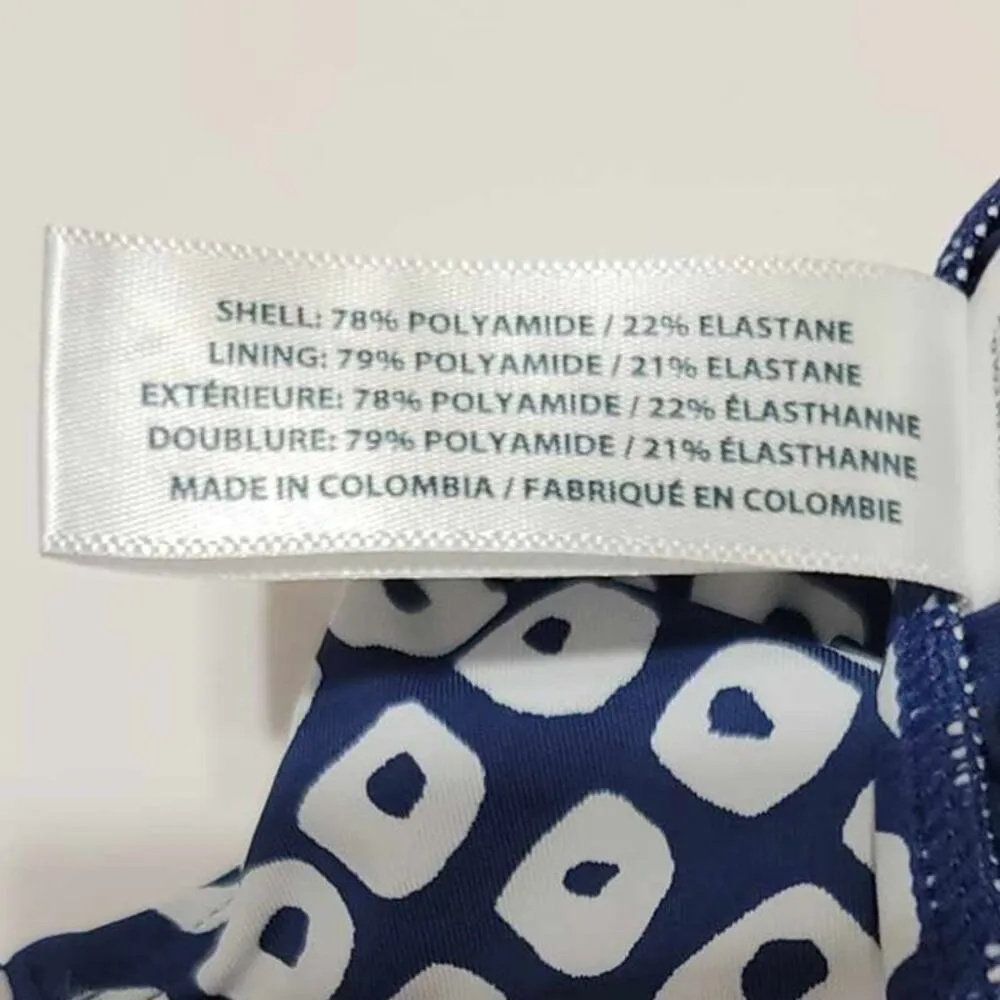 SHELL: 78% POLYAMIDE / 22% ELASTANE
LINING: 79% POLYAMIDE / 21% ELASTANE
EXTÉRIEURE: 78% POLYAMIDE / 22% ÉLASTHANNE
DOUBLURE: 79% POLYAMIDE / 21% ÉLASTHANNE
MADE IN COLOMBIA / FABRIQUÉ EN COLOMBIE